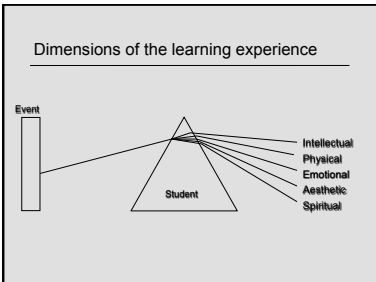 Dimensions of the learning experience
Event
Student
Intellectual
Physical
Emotional
Aesthetic
Spiritual